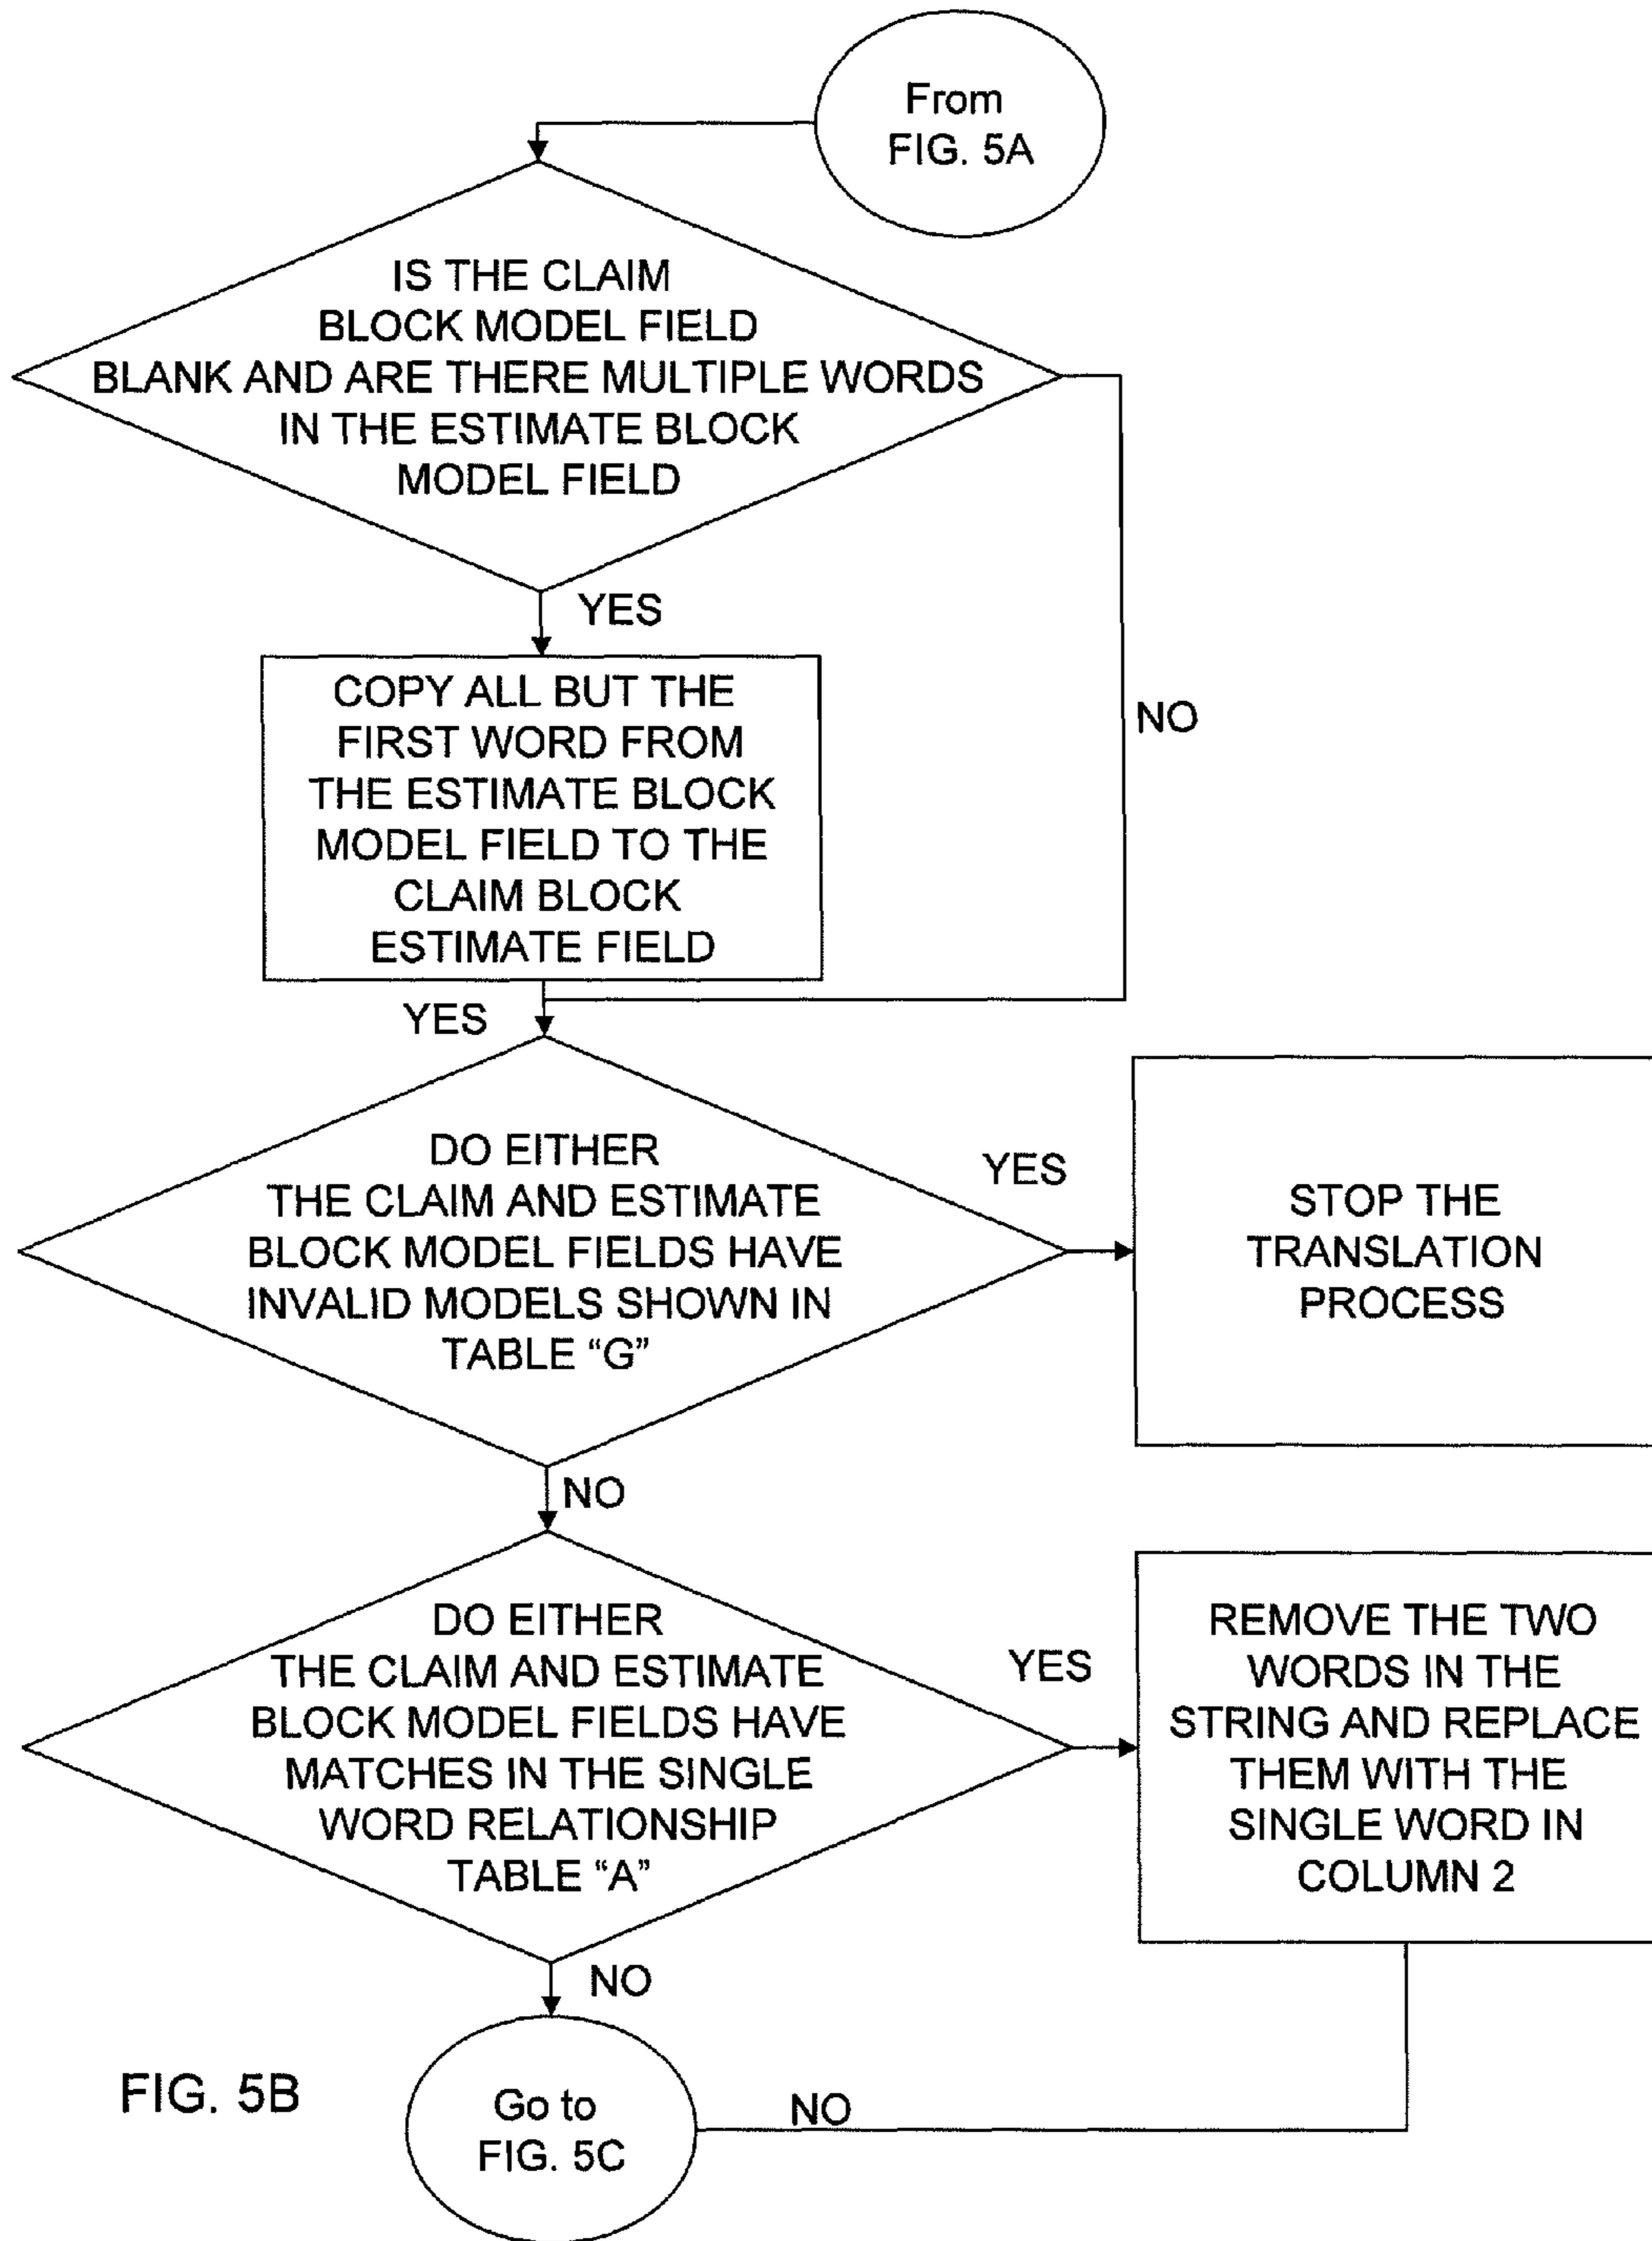 From
FIG. 5A
IS THE CLAIM
BLOCK MODEL FIELD
BLANK AND ARE THERE MULTIPLE WORDS
IN THE ESTIMATE BLOCK
MODEL FIELD
YES
NO
COPY ALL BUT THE
FIRST WORD FROM
THE ESTIMATE BLOCK
MODEL FIELD TO THE
CLAIM BLOCK
ESTIMATE FIELD
YES
DO EITHER
THE CLAIM AND ESTIMATE
BLOCK MODEL FIELDS HAVE
INVALID MODELS SHOWN IN
TABLE “G”
YES
STOP THE
TRANSLATION
PROCESS
NO
DO EITHER
THE CLAIM AND ESTIMATE
BLOCK MODEL FIELDS HAVE
MATCHES IN THE SINGLE
WORD RELATIONSHIP
TABLE “A”
YES
REMOVE THE TWO
WORDS IN THE
STRING AND REPLACE
THEM WITH THE
SINGLE WORD IN
COLUMN 2
NO
Go to
FIG. 5C
NO
FIG. 5B